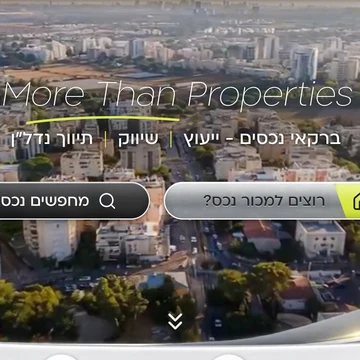 More Than Properties
ברקאי נכסים - ייעוץ | שיווק | תיווך נדל"ן
רוצים למכור נכס?
מחפשים נכס